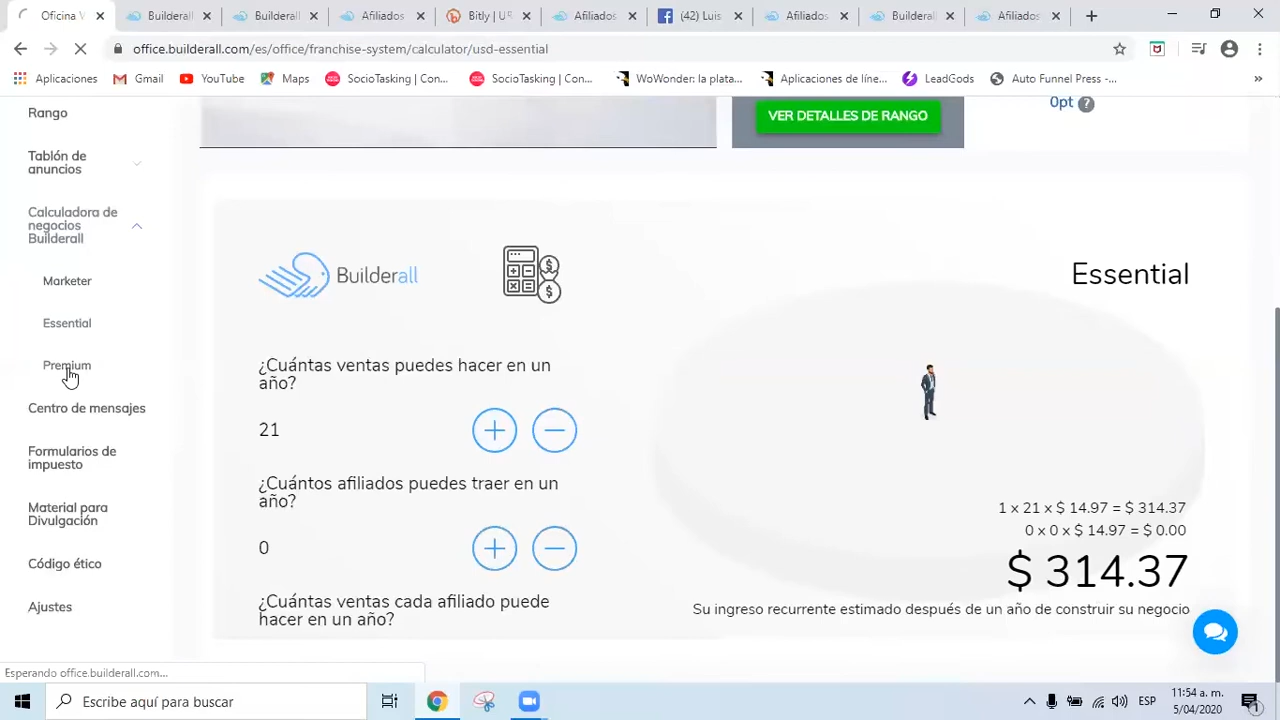 Oficina V
Builderall
Builderall
Afiliados
Bitly | UR
Afiliados
(42) Luis
Afiliados
Builderall
Afiliados
office.builderall.com/es/office/franchise-system/calculator/usd-essential
Aplicaciones
Gmail
YouTube
Maps
SocioTasking | Con...
SocioTasking | Con...
WoWonder: la plata...
Aplicaciones de líne...
LeadGods
Auto Funnel Press -...
»
Rango
VER DETALLES DE RANGO
0pt ?
Tablón de
anuncios
Calculadora de
negocios
Builderall
Marketer
Essential
Premium
Centro de mensajes
Formularios de
impuesto
Material para
Divulgación
Código ético
Ajustes
Builderall
Essential
¿Cuántas ventas puedes hacer en un
año?
21
¿Cuántos afiliados puedes traer en un
año?
0
¿Cuántas ventas cada afiliado puede
hacer en un año?
1 x 21 x $ 14.97 = $ 314.37
0 x 0 x $ 14.97 = $ 0.00
$ 314.37
Su ingreso recurrente estimado después de un año de construir su negocio
Esperando office.builderall.com...
Escribe aquí para buscar
ESP
11:54 a. m.
5/04/2020